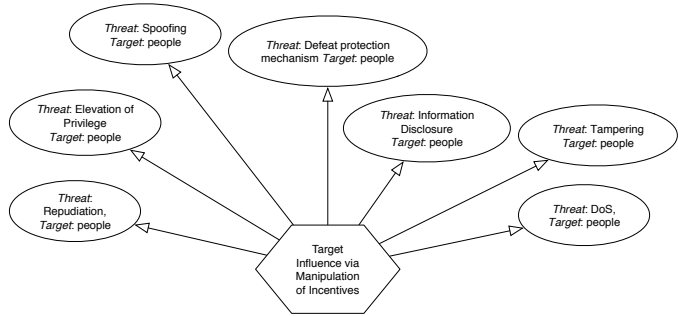 Threat: Spoofing
Target: people
Threat: Defeat protection
mechanism Target: people
Threat: Elevation of
Privilege
Target: people
Threat: Information
Disclosure
Target: people
Threat: Tampering
Target: people
Threat:
Repudiation,
Target: people
Threat: DoS,
Target: people
Target
Influence via
Manipulation
of Incentives